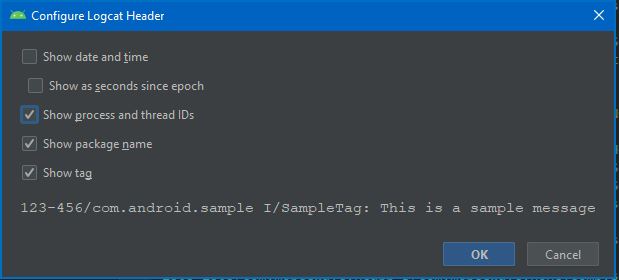 Configure Logcat Header
Show date and time
Show as seconds since epoch
Show process and thread IDs
Show package name
Show tag
123-456/com.android.sample I/SampleTag: This is a sample message
OK
Cancel